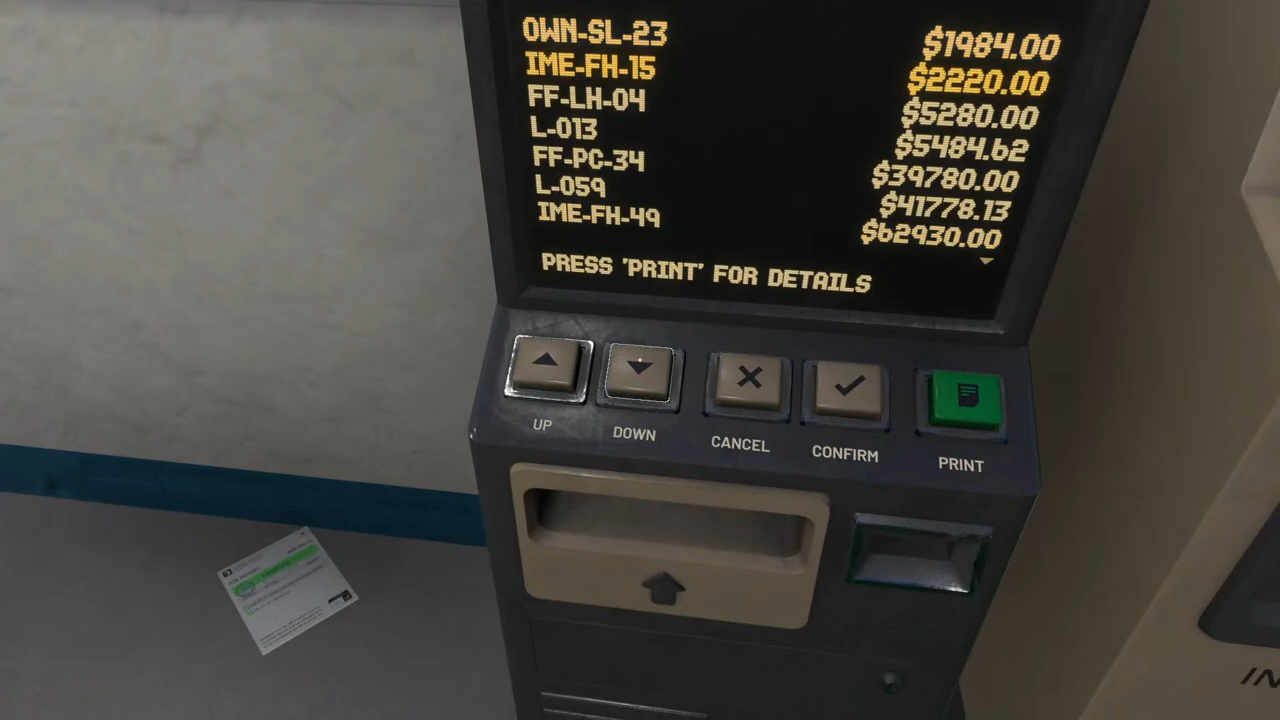 OWN-SL-23 $1984.00
IME-FH-15 $2220.00
FF-LH-04 $5280.00
L-013 $5484.62
FF-PC-34 $39780.00
L-059 $41778.13
IME-FH-49 $62930.00
PRESS 'PRINT' FOR DETAILS
UP DOWN CANCEL CONFIRM PRINT
JOB REPORT